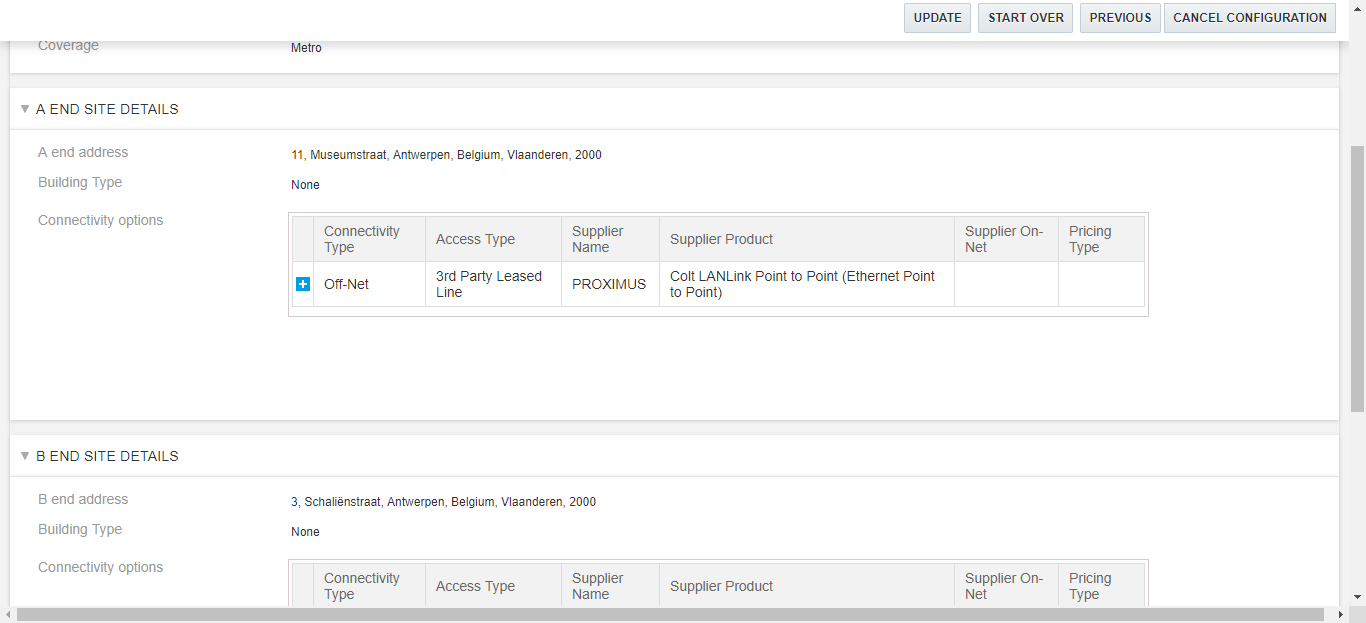 UPDATE START OVER PREVIOUS CANCEL CONFIGURATION
Coverage Metro
A END SITE DETAILS
A end address 11, Museumstraat, Antwerpen, Belgium, Vlaanderen, 2000
Building Type None
Connectivity options
Connectivity Type Access Type Supplier Name Supplier Product Supplier On-Net Pricing Type
Off-Net 3rd Party Leased Line PROXIMUS Colt LANLink Point to Point (Ethernet Point to Point)
B END SITE DETAILS
B end address 3, Schaliënstraat, Antwerpen, Belgium, Vlaanderen, 2000
Building Type None
Connectivity options
Connectivity Type Access Type Supplier Name Supplier Product Supplier On-Net Pricing Type